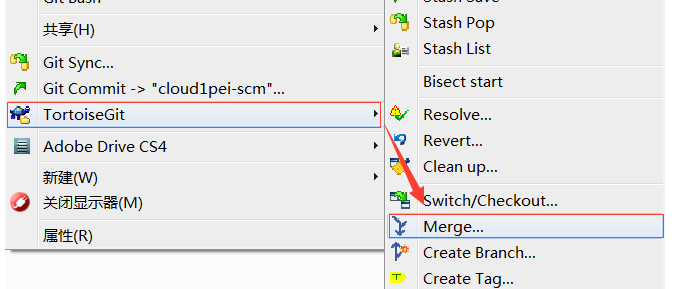 Git Bash
共享(H)
Git Sync...
Git Commit -> "cloud1pei-scm"...
TortoiseGit
Adobe Drive CS4
新建(W)
关闭显示器(M)
属性(R)
Stash Save
Stash Pop
Stash List
Bisect start
Resolve...
Revert...
Clean up...
Switch/Checkout...
Merge...
Create Branch...
Create Tag...